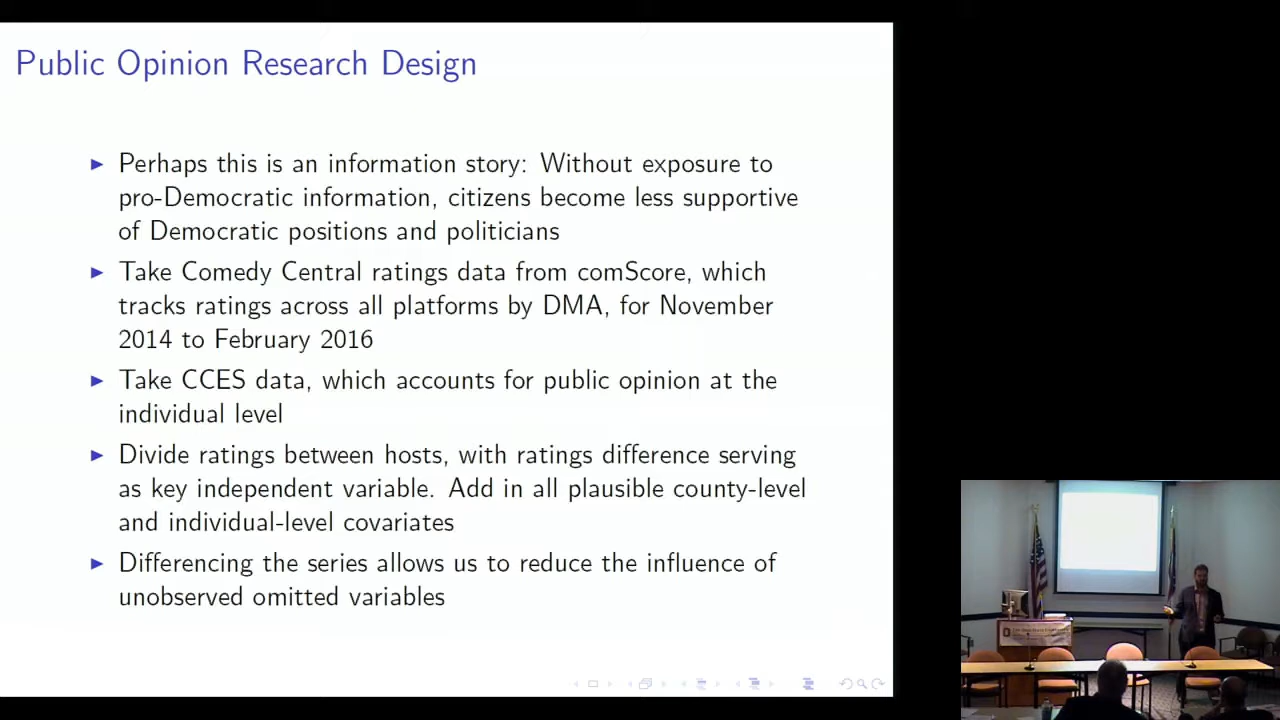 Public Opinion Research Design
Perhaps this is an information story: Without exposure to
pro-Democratic information, citizens become less supportive
of Democratic positions and politicians
Take Comedy Central ratings data from comScore, which
tracks ratings across all platforms by DMA, for November
2014 to February 2016
Take CCES data, which accounts for public opinion at the
individual level
Divide ratings between hosts, with ratings difference serving
as key independent variable. Add in all plausible county-level
and individual-level covariates
Differencing the series allows us to reduce the influence of
unobserved omitted variables